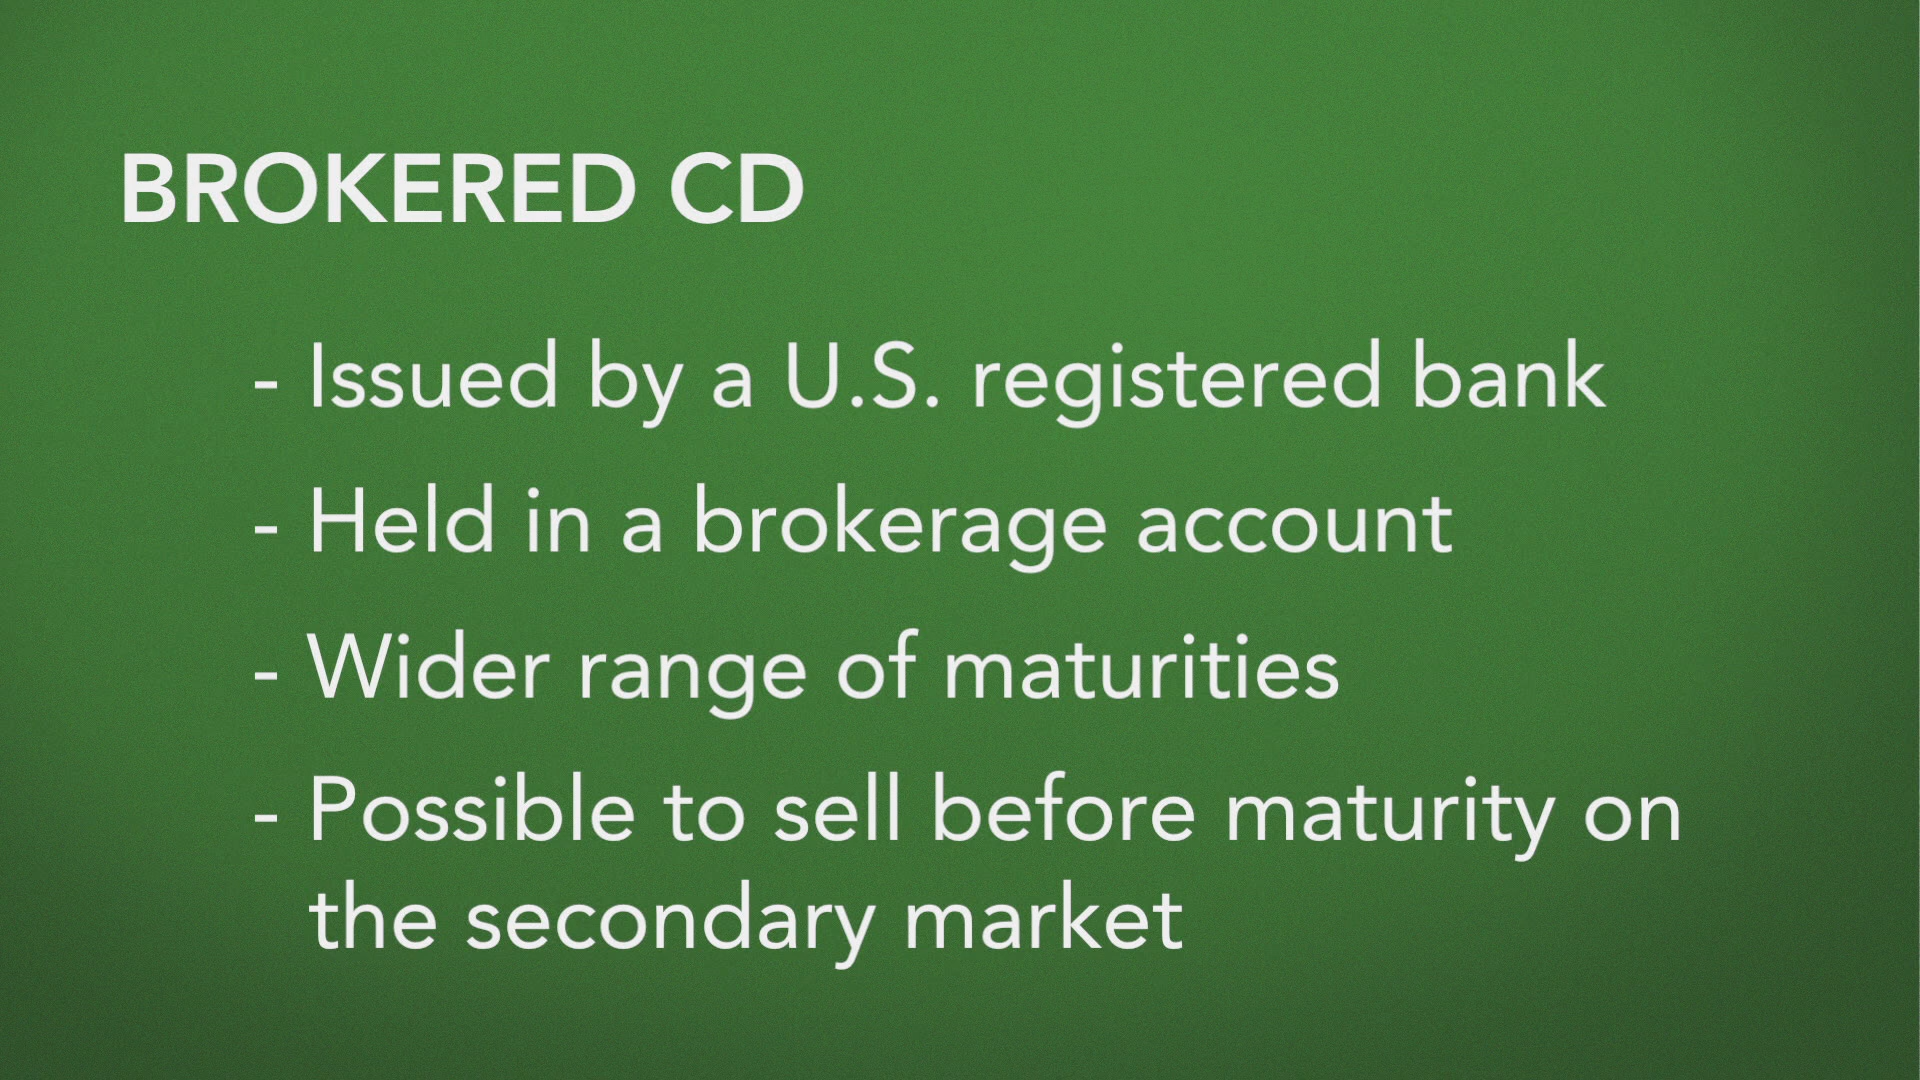 BROKERED CD
- Issued by a U.S. registered bank
- Held in a brokerage account
- Wider range of maturities
- Possible to sell before maturity on
the secondary market